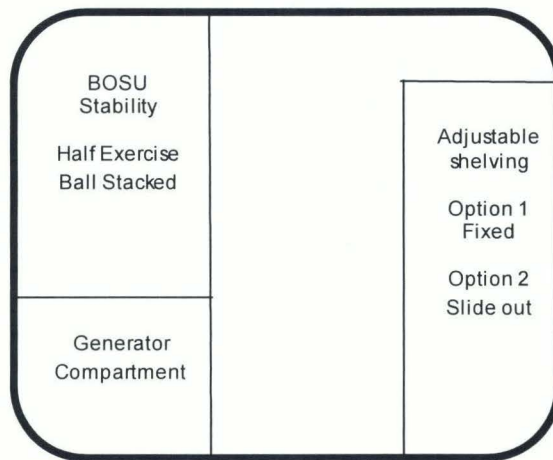 BOSU
Stability
Half Exercise
Ball Stacked
Generator
Compartment
Adjustable
shelving
Option 1
Fixed
Option 2
Slide out